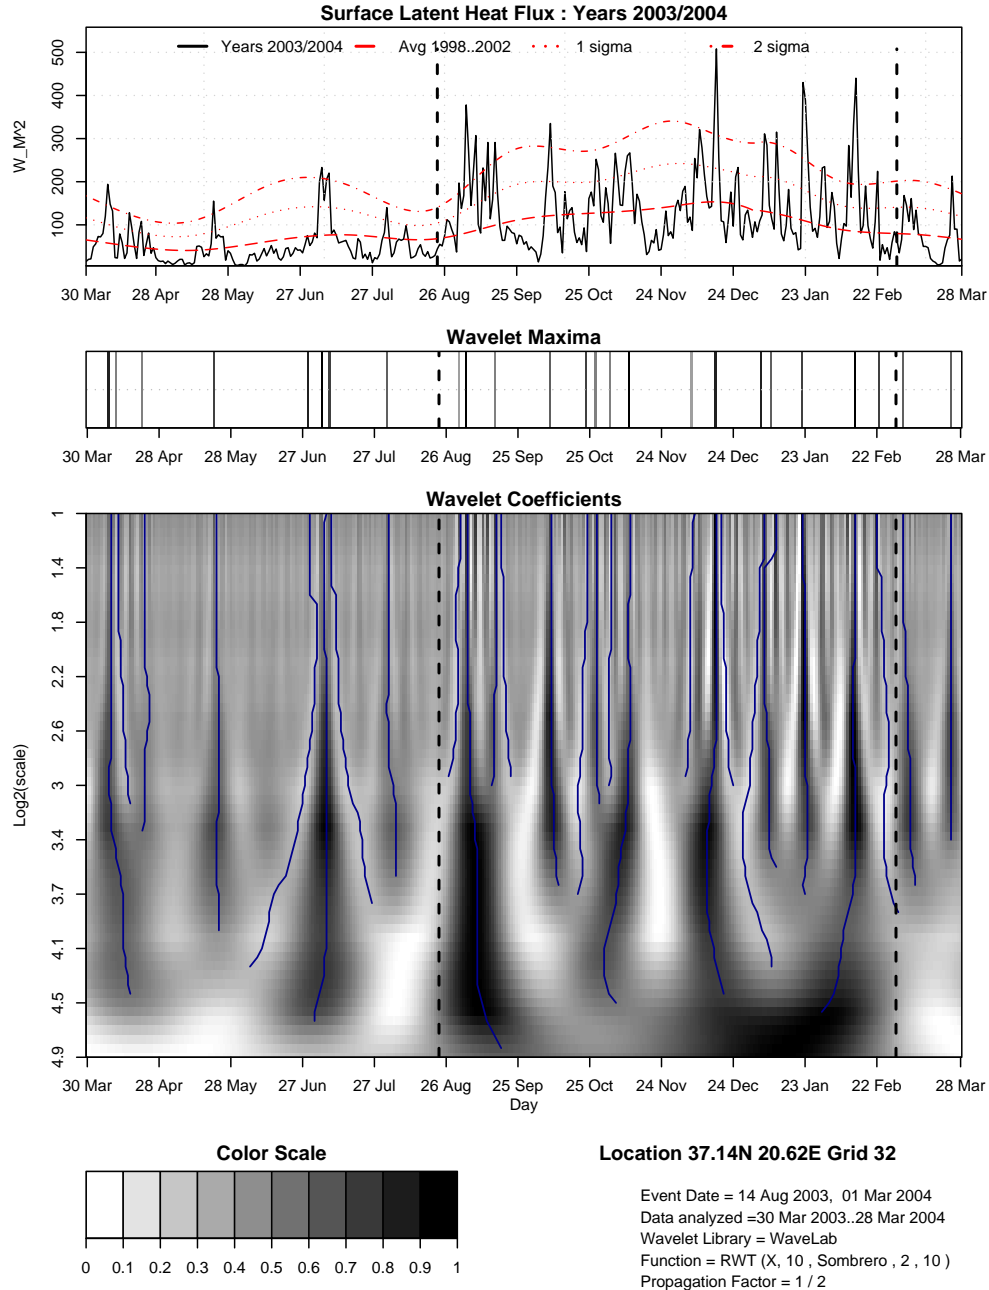 Surface Latent Heat Flux : Years 2003/2004
Years 2003/2004 Avg 1998..2002 1 sigma 2 sigma
W_M^2
500
400
300
200
100
30 Mar 28 Apr 28 May 27 Jun 27 Jul 26 Aug 25 Sep 25 Oct 24 Nov 24 Dec 23 Jan 22 Feb 28 Mar
Wavelet Maxima
30 Mar 28 Apr 28 May 27 Jun 27 Jul 26 Aug 25 Sep 25 Oct 24 Nov 24 Dec 23 Jan 22 Feb 28 Mar
Wavelet Coefficients
Log2(scale)
1
1.4
1.8
2.2
2.6
3
3.4
3.7
4.1
4.5
4.9
30 Mar 28 Apr 28 May 27 Jun 27 Jul 26 Aug 25 Sep 25 Oct 24 Nov 24 Dec 23 Jan 22 Feb 28 Mar
Day
Color Scale
0 0.1 0.2 0.3 0.4 0.5 0.6 0.7 0.8 0.9 1
Location 37.14N 20.62E Grid 32
Event Date = 14 Aug 2003, 01 Mar 2004
Data analyzed =30 Mar 2003..28 Mar 2004
Wavelet Library = WaveLab
Function = RWT (X, 10 , Sombrero , 2 , 10 )
Propagation Factor = 1 / 2